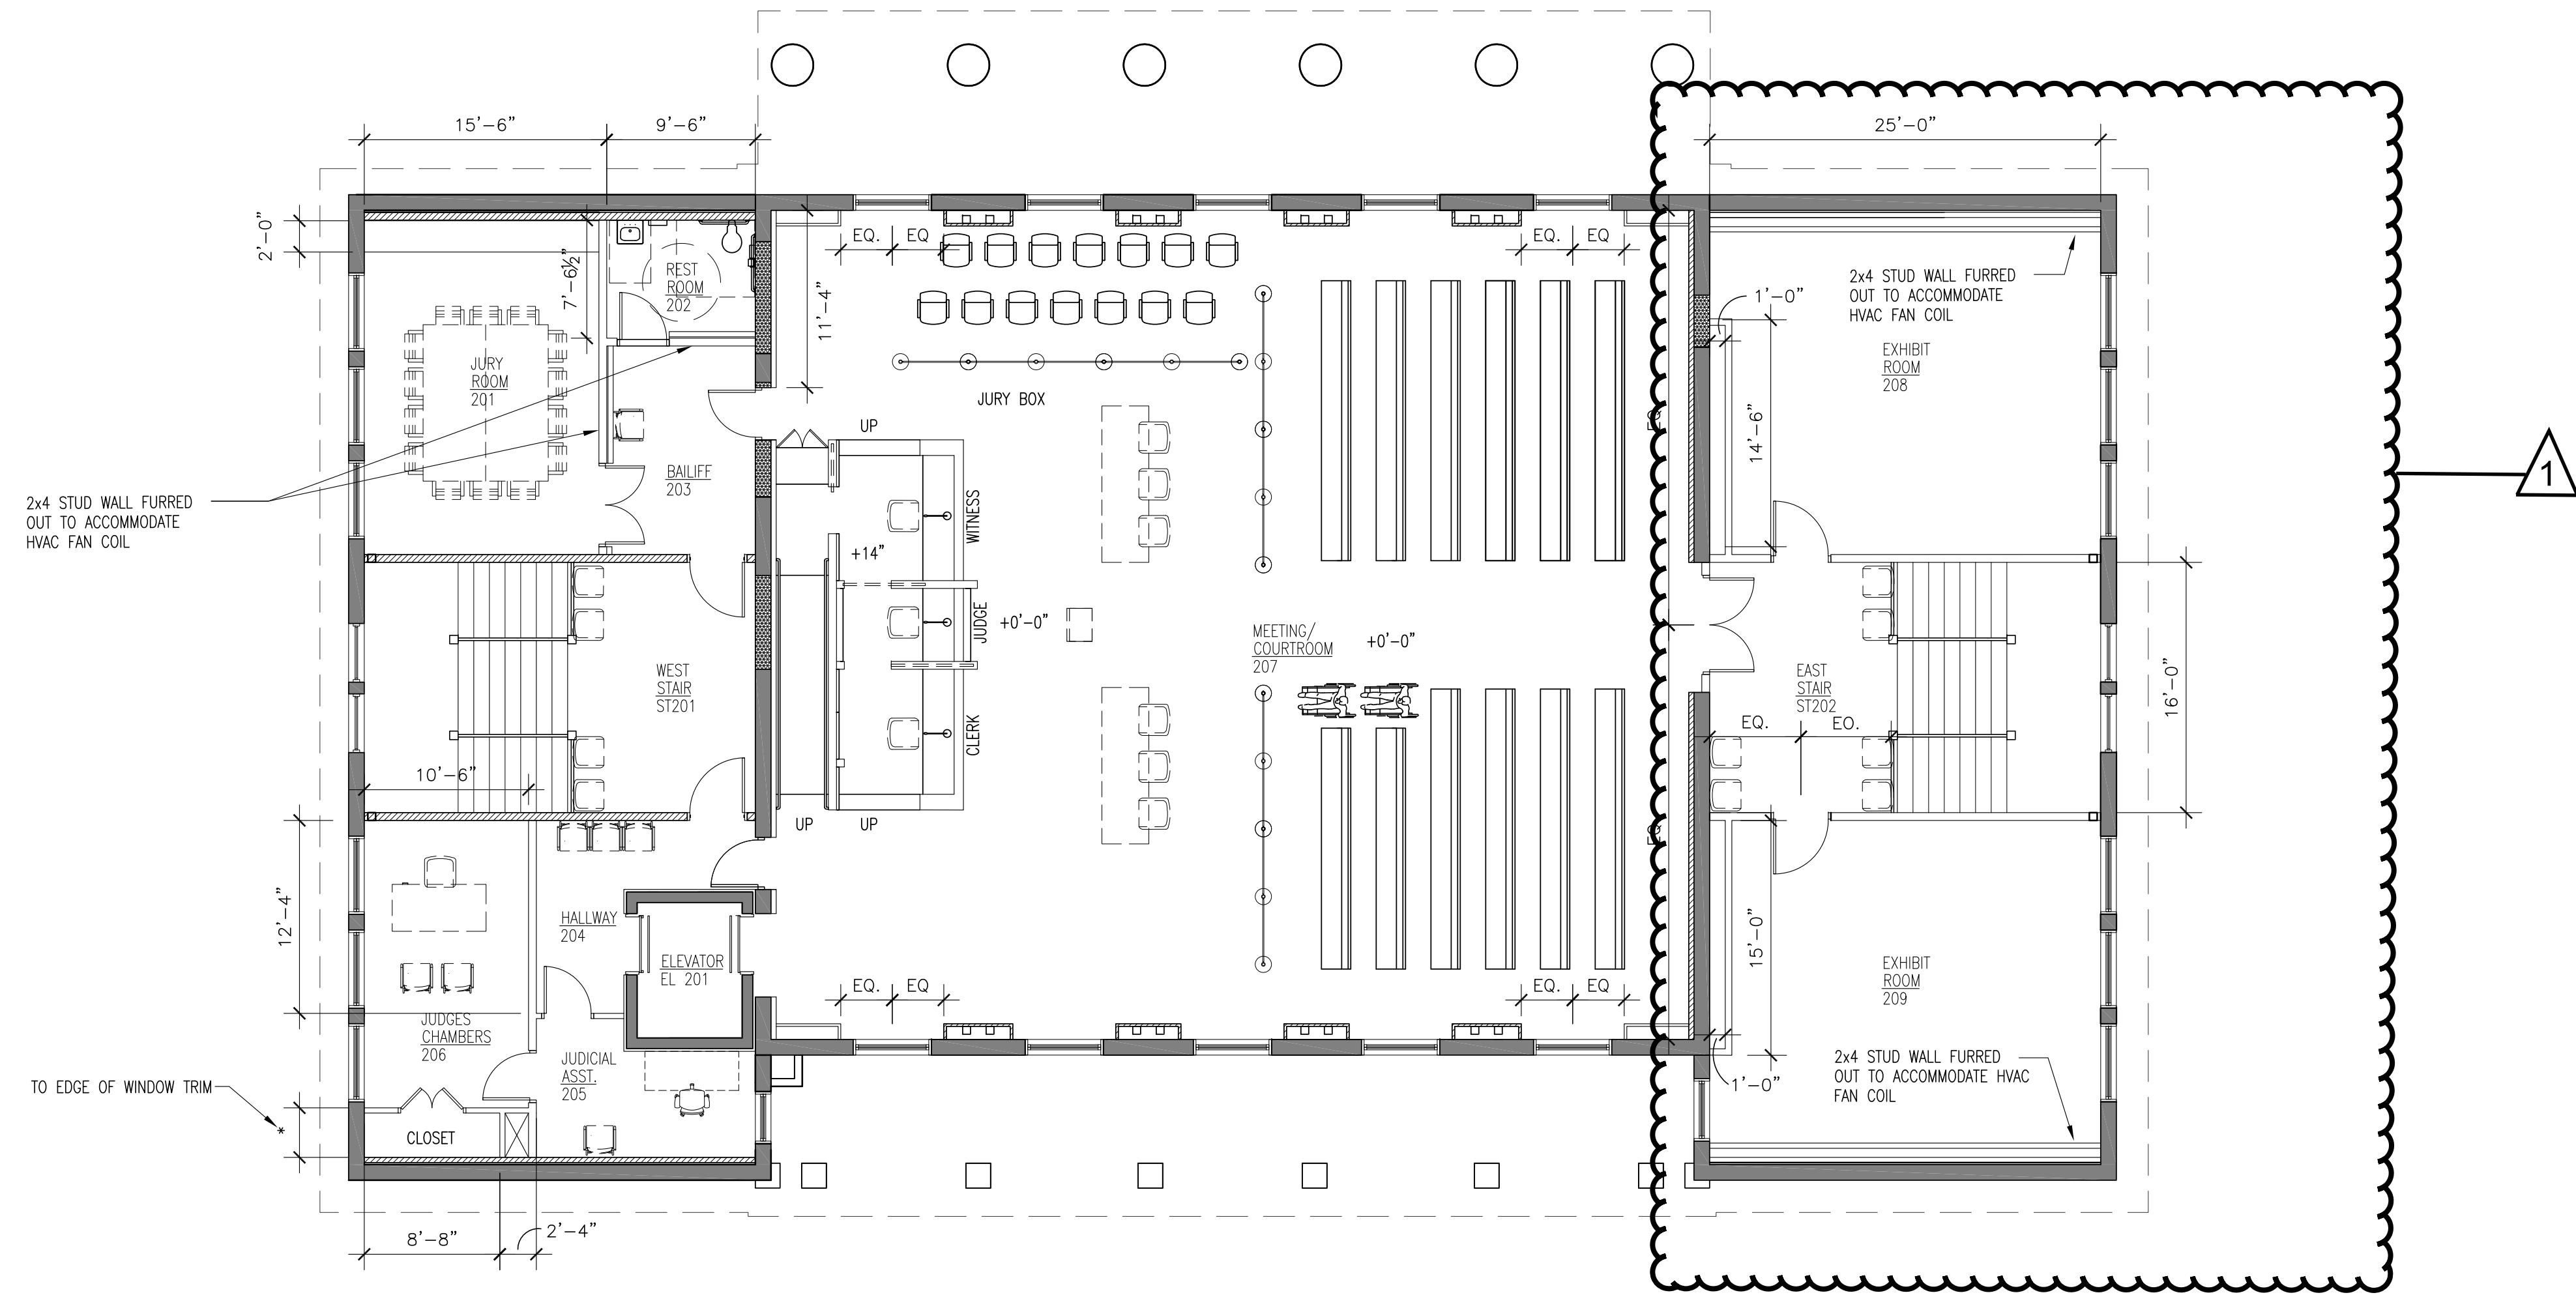 15'-6"
9'-6"
25'-0"
2'-0"
7'-6½"
REST
ROOM
202
EQ.
EQ
EQ.
EQ
11'-4"
2x4 STUD WALL FURRED
OUT TO ACCOMMODATE
HVAC FAN COIL
1'-0"
EXHIBIT
ROOM
208
JURY
ROOM
201
JURY BOX
EQ
14'-6"
UP
BAILIFF
203
1
2x4 STUD WALL FURRED
OUT TO ACCOMMODATE
HVAC FAN COIL
WITNESS
+14"
JUDGE
+0'-0"
MEETING/
COURTROOM
207
+0'-0"
WEST
STAIR
ST201
EAST
STAIR
ST202
16'-0"
EQ.
EO.
CLERK
10'-6"
UP
UP
EQ
12'-4"
HALLWAY
204
ELEVATOR
EL 201
15'-0"
EXHIBIT
ROOM
209
EQ.
EQ
EQ.
EQ
JUDGES
CHAMBERS
206
JUDICIAL
ASST.
205
1'-0"
2x4 STUD WALL FURRED
OUT TO ACCOMMODATE HVAC
FAN COIL
TO EDGE OF WINDOW TRIM
*
CLOSET
8'-8"
2'-4"